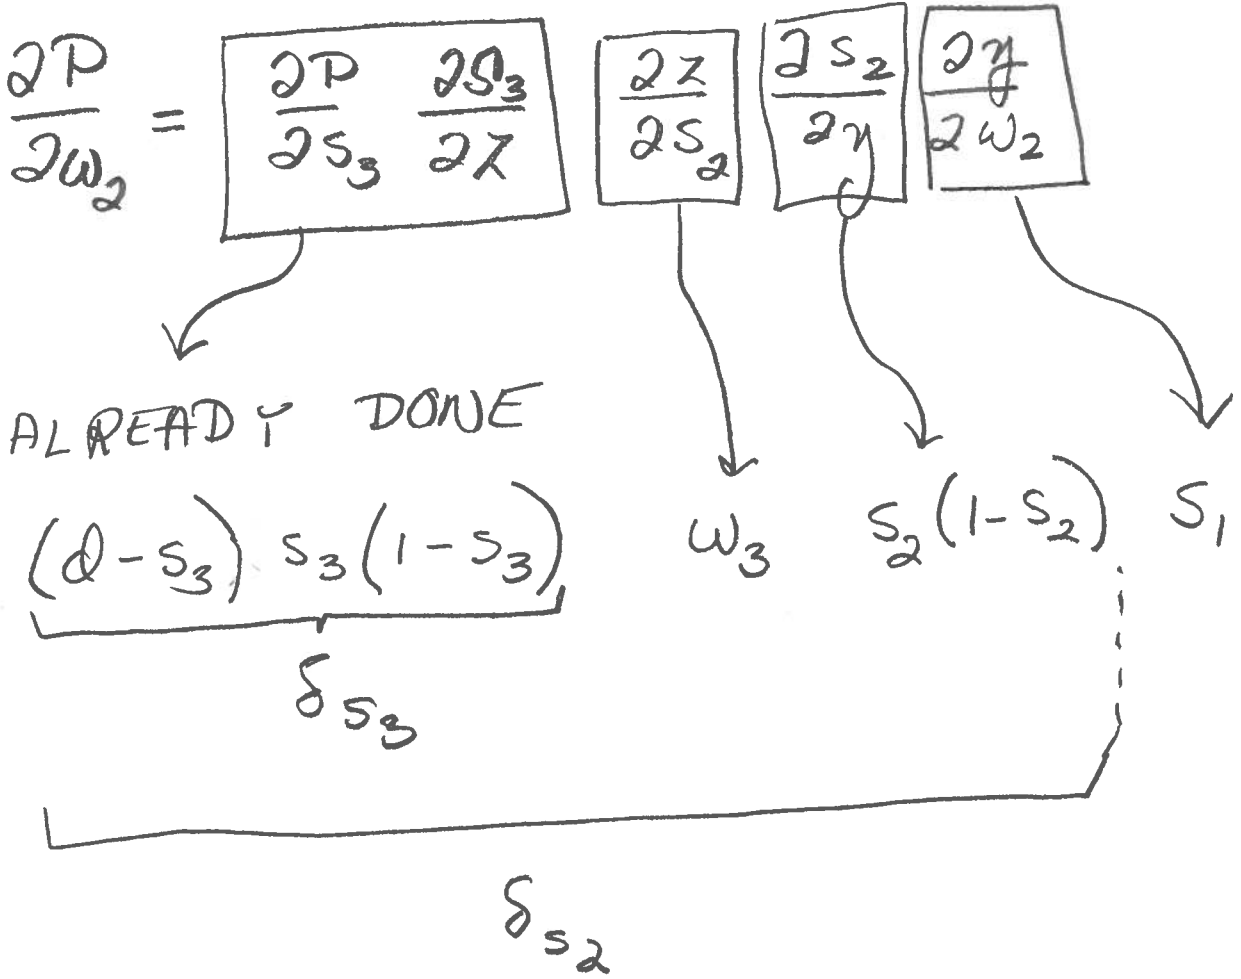 ∂P/∂w₂ = ∂P/∂S₃ ∂S₃/∂Z ∂Z/∂S₂ ∂S₂/∂y ∂y/∂w₂
ALREADY DONE
(d-S₃) S₃(1-S₃) w₃ S₂(1-S₂) S₁
δS₃
δS₂